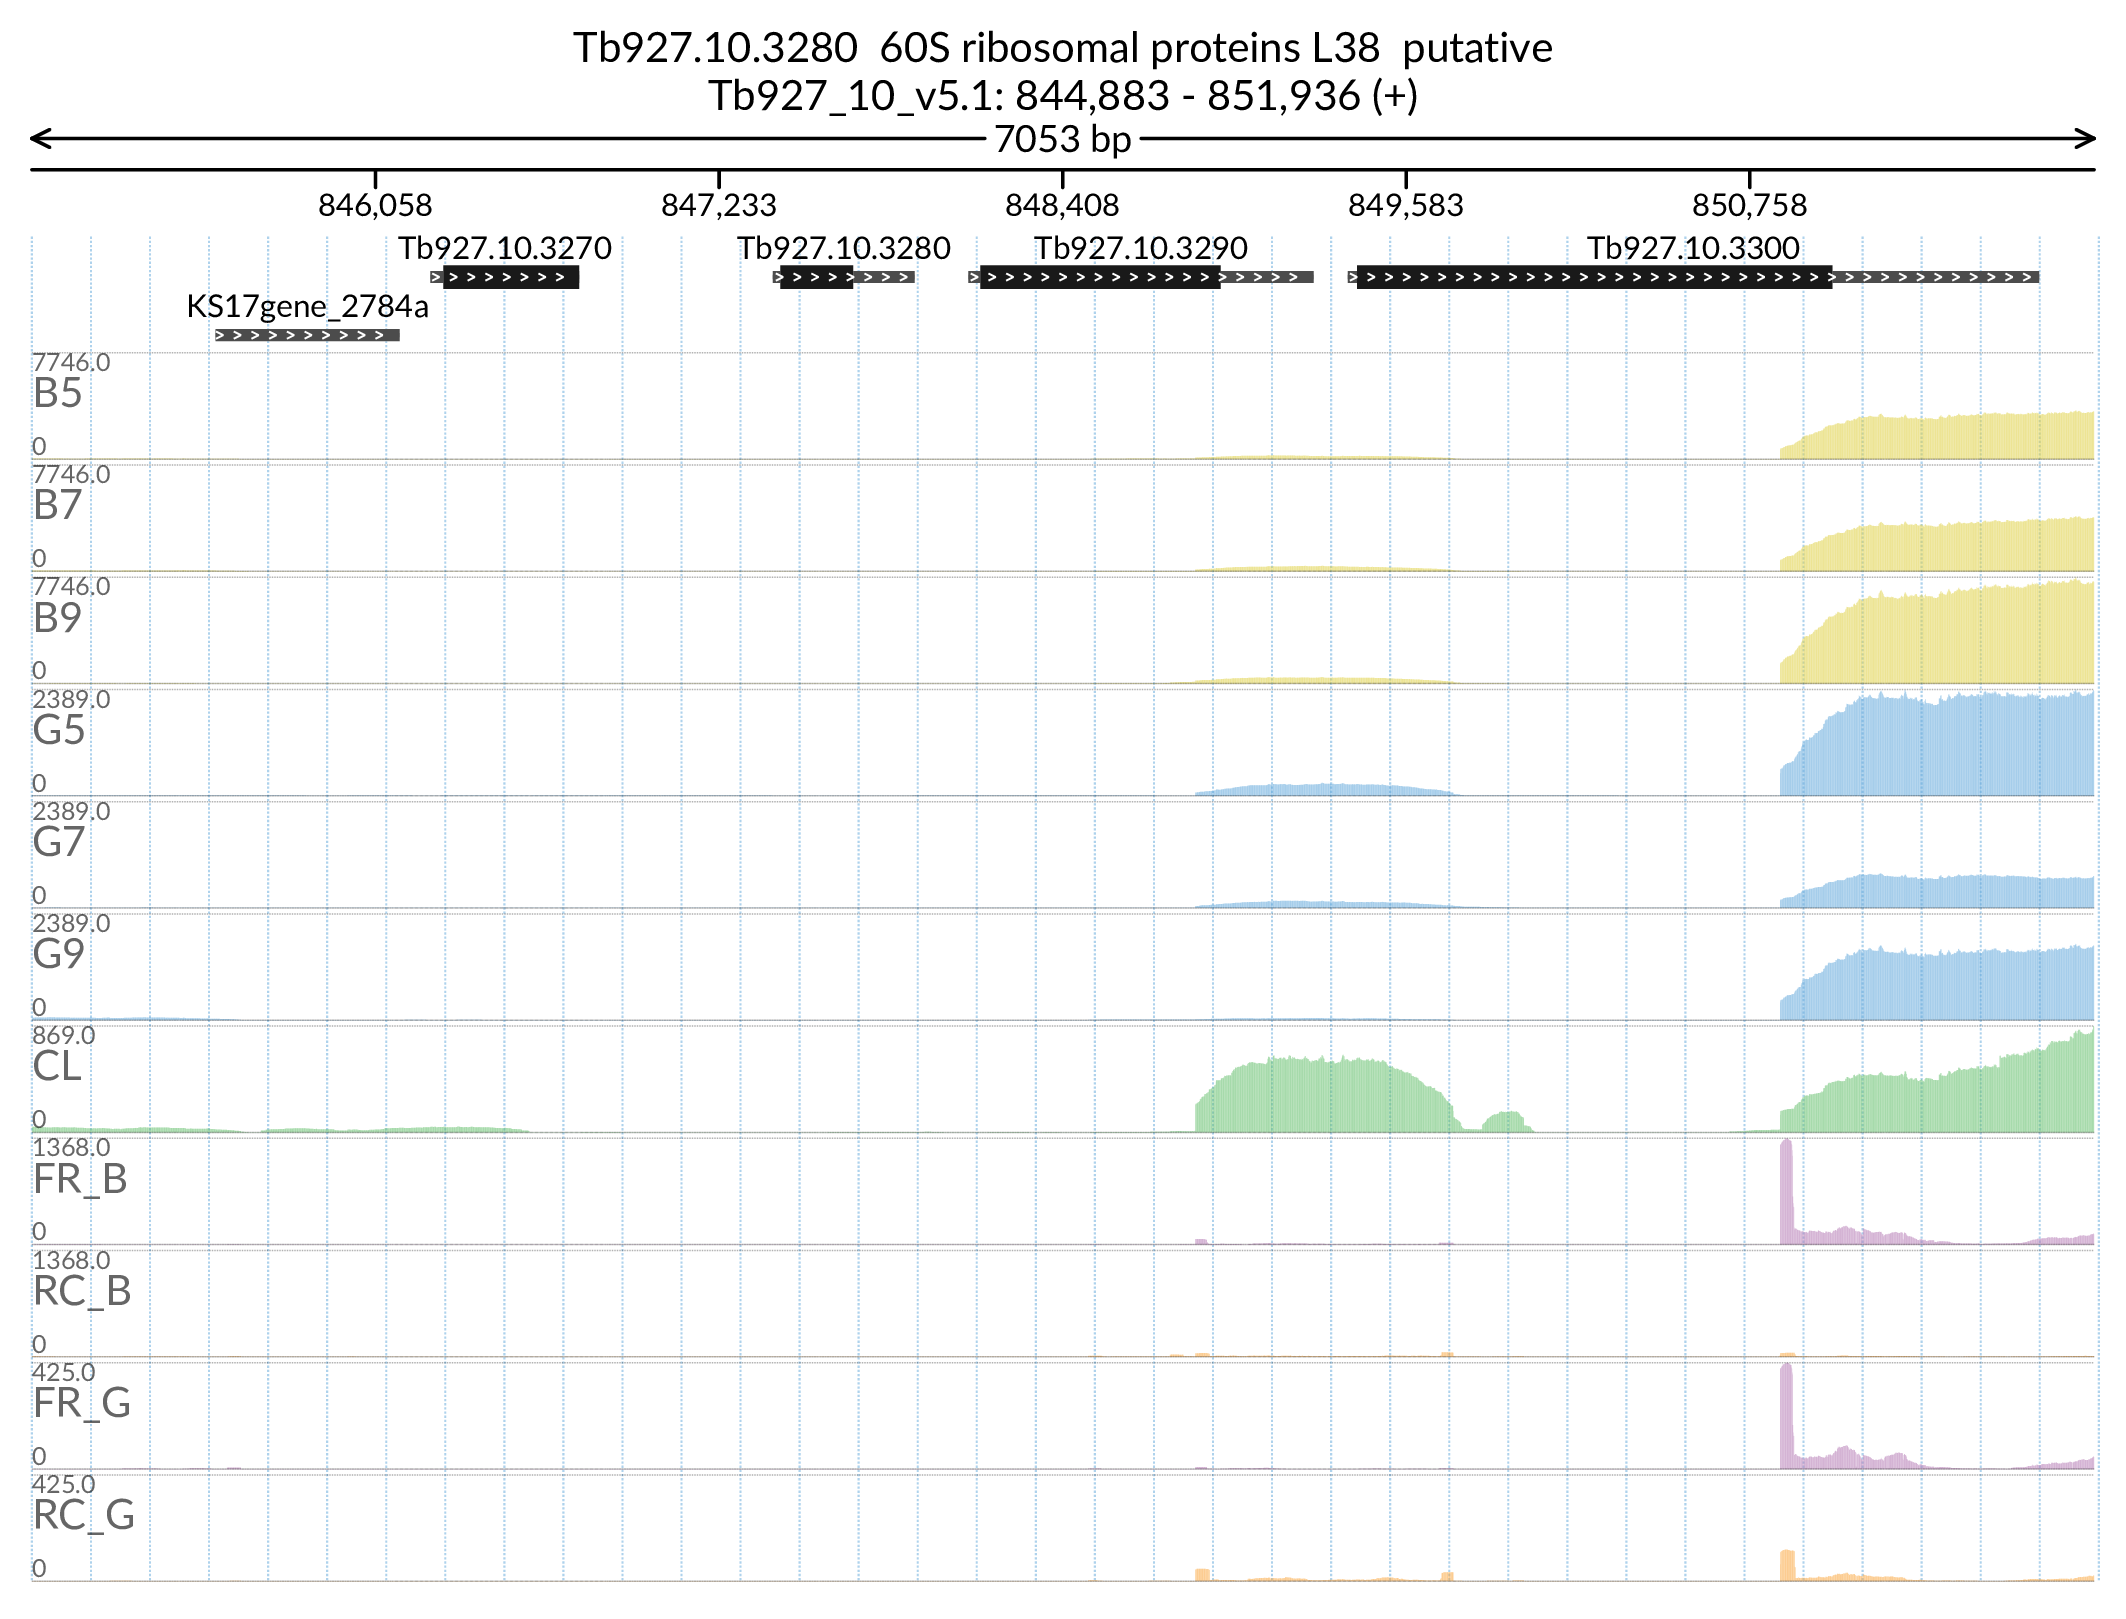 Tb927.10.3280  60S ribosomal proteins L38  putative
Tb927_10_v5.1: 844,883 - 851,936 (+)
7053 bp
846,058 847,233 848,408 849,583 850,758
Tb927.10.3270 Tb927.10.3280 Tb927.10.3290 Tb927.10.3300
KS17gene_2784a
7746.0
B5
0
7746.0
B7
0
7746.0
B9
0
2389.0
G5
0
2389.0
G7
0
2389.0
G9
0
869.0
CL
0
1368.0
FR_B
0
1368.0
RC_B
0
425.0
FR_G
0
425.0
RC_G
0